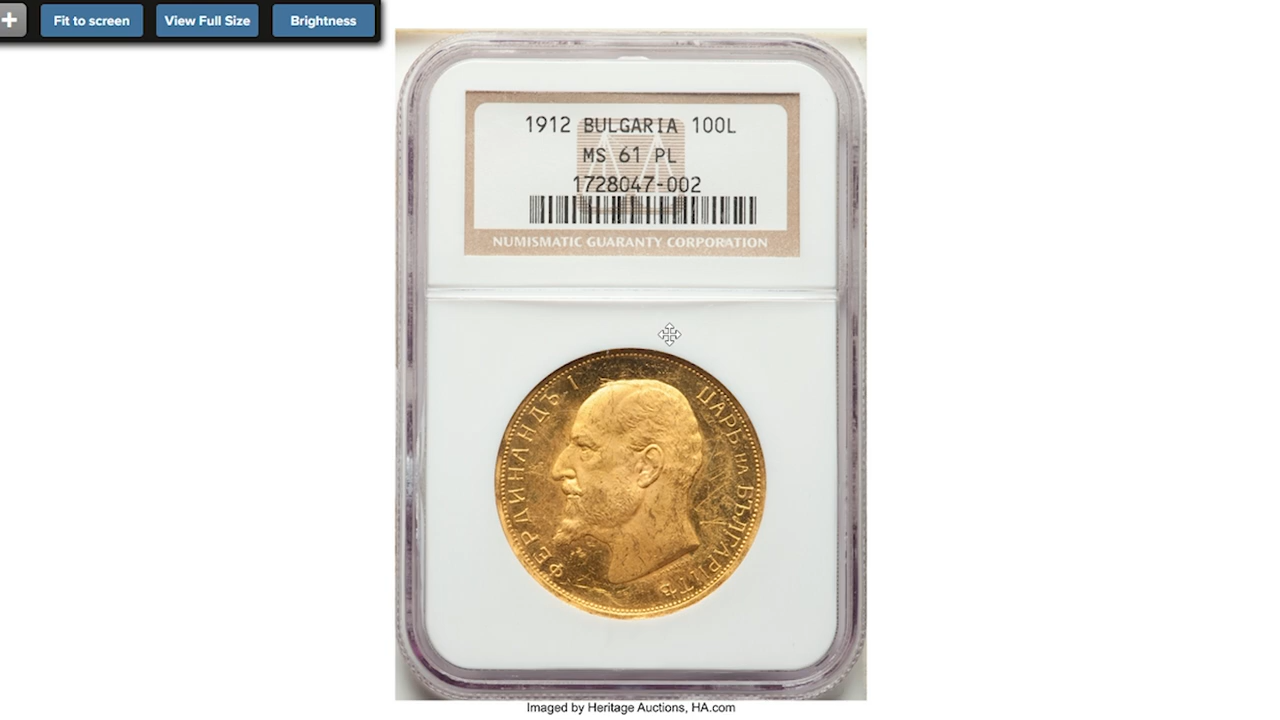 +
Fit to screen
View Full Size
Brightness
1912 BULGARIA 100L
MS 61 PL
1728047-002
NUMISMATIC GUARANTY CORPORATION
ФЕРДИНАНДЪ I ЦАРЬ НА БЪЛГАРИТѢ
Imaged by Heritage Auctions, HA.com